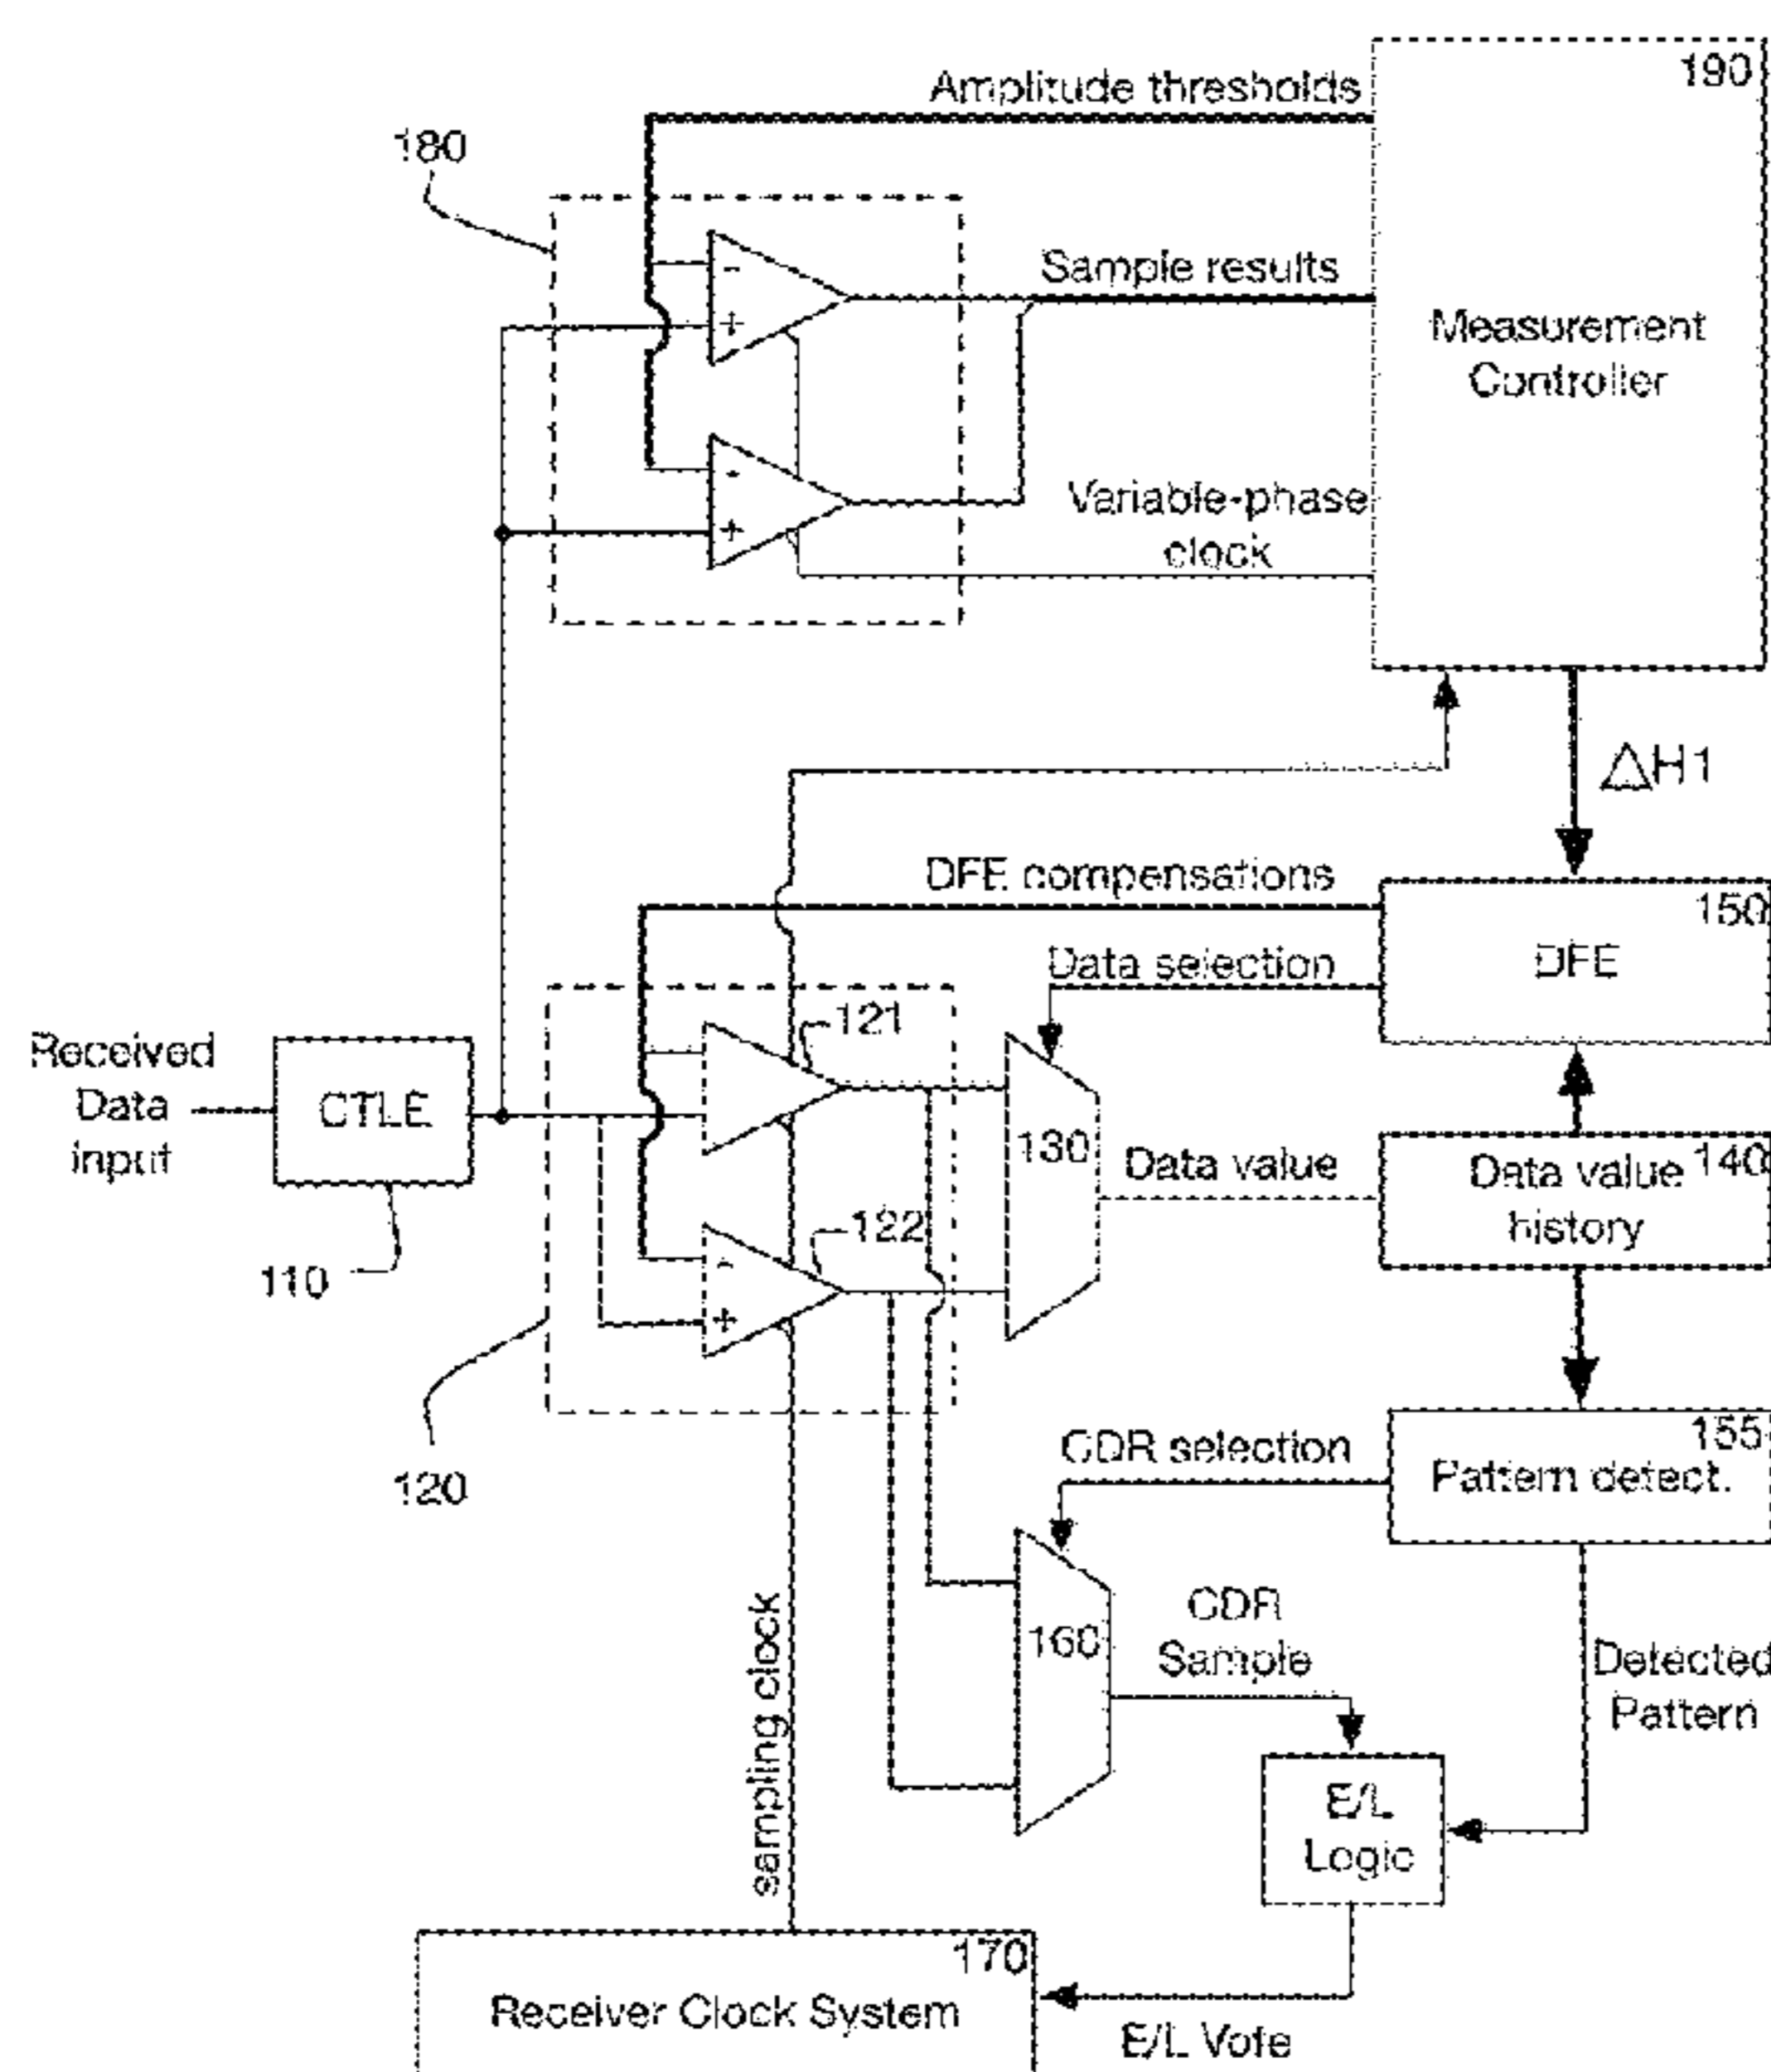 190
Amplitude thresholds
180
-
+
Sample results
Measurement
Controller
-
+
Variable-phase
clock
△H1
DFE compensations
150
DFE
Data selection
121
Received
Data
input
CTLE
130
Data value
140
Data value
history
122
-
+
110
120
155
Pattern detect.
CDR selection
160
CDR
Sample
Detected
Pattern
sampling clock
E/L
Logic
170
Receiver Clock System
E/L Vote